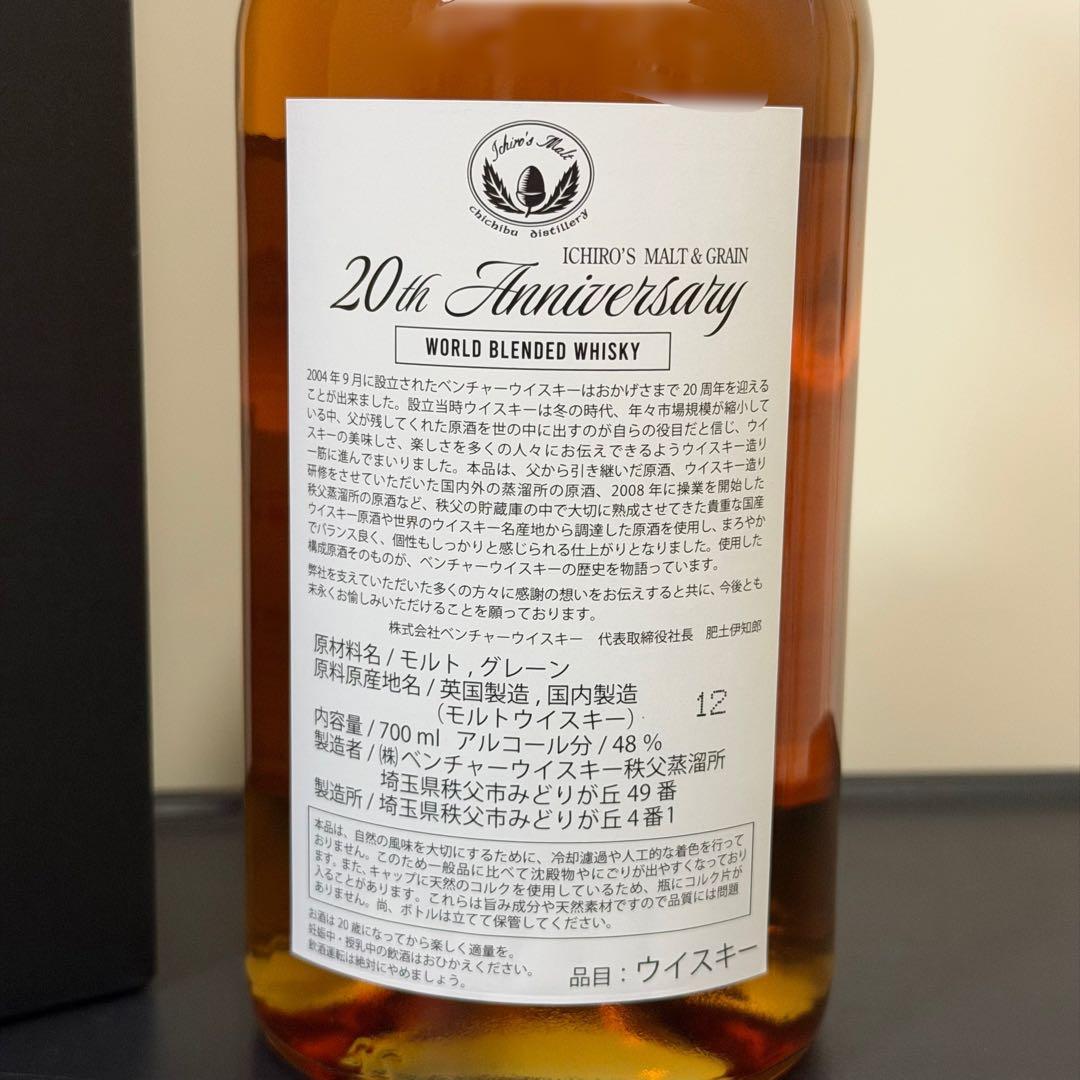 Ichiro's Malt
chichibu distillery
ICHIRO'S MALT & GRAIN
20th Anniversary
WORLD BLENDED WHISKY
2004年9月に設立されたベンチャーウイスキーはおかげさまで20周年を迎える
ことが出来ました。設立当時ウイスキーは冬の時代、年々市場規模が縮小して
いる中、父が残してくれた原酒を世の中に出すのが自らの役目だと信じ、ウイ
スキーの美味しさ、楽しさを多くの人々にお伝えできるようウイスキー造り
一筋に進んでまいりました。本品は、父から引き継いだ原酒、ウイスキー造り
研修をさせていただいた国内外の蒸溜所の原酒、2008年に操業を開始した
秩父蒸溜所の原酒など、秩父の貯蔵庫の中で大切に熟成させてきた貴重な国産
ウイスキー原酒や世界のウイスキー名産地から調達した原酒を使用し、まろやか
でバランス良く、個性もしっかりと感じられる仕上がりとなりました。使用した
構成原酒そのものが、ベンチャーウイスキーの歴史を物語っています。
弊社を支えていただいた多くの方々に感謝の想いをお伝えすると共に、今後とも
末永くお愉しみいただけることを願っております。
株式会社ベンチャーウイスキー 代表取締役社長 肥土伊知郎
原材料名/モルト,グレーン
原料原産地名/英国製造,国内製造
(モルトウイスキー)
12
内容量/700ml アルコール分/48%
製造者/㈱ベンチャーウイスキー秩父蒸溜所
埼玉県秩父市みどりが丘49番
製造所/埼玉県秩父市みどりが丘4番1
本品は、自然の風味を大切にするために、冷却濾過や人工的な着色を行って
おりません。このため一般品に比べて沈殿物やにごりが出やすくなっており
ます。また、キャップに天然のコルクを使用しているため、瓶にコルク片が
入ることがあります。これらは旨み成分や天然素材ですので品質には問題
ありません。尚、ボトルは立てて保管してください。
お酒は20歳になってから楽しく適量を。
妊娠中・授乳中の飲酒はおひかえください。
飲酒運転は絶対にやめましょう。
品目:ウイスキー